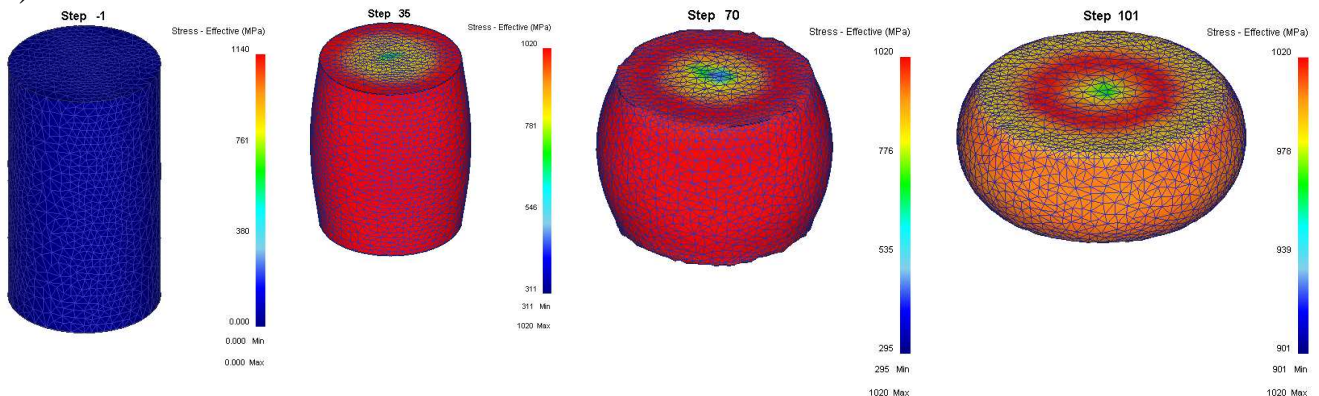 )
Step -1
Stress - Effective (MPa)
1140
761
380
0.000
0.000 Min
0.000 Max
Step 35
Stress - Effective (MPa)
1020
781
546
311
311 Min
1020 Max
Step 70
Stress - Effective (MPa)
1020
776
535
295
295 Min
1020 Max
Step 101
Stress - Effective (MPa)
1020
978
939
901
901 Min
1020 Max